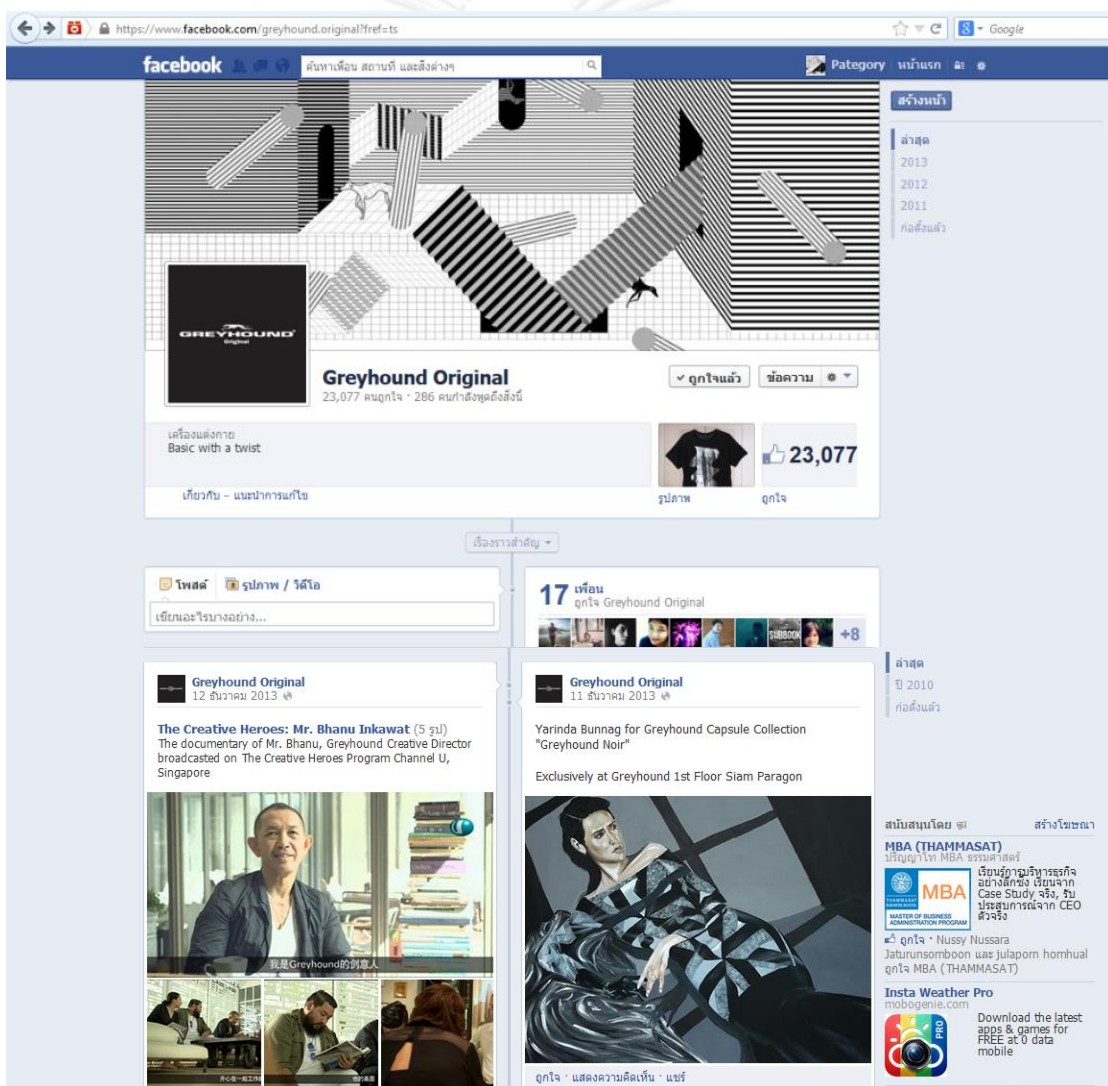 https://www.facebook.com/greyhound.original?fref=ts
Google
facebook
ค้นหาเพื่อน สถานที่ และสิ่งต่างๆ
Pategory
หน้าแรก
สร้างหน้า
ล่าสุด
2013
2012
2011
ก่อตั้งแล้ว
GREYHOUND
Original
Greyhound Original
23,077 คนถูกใจ · 286 คนกำลังพูดถึงสิ่งนี้
ถูกใจแล้ว
ข้อความ
เครื่องแต่งกาย
Basic with a twist
23,077
เกี่ยวกับ – แนะนำการแก้ไข
รูปภาพ
ถูกใจ
เรื่องราวสำคัญ
โพสต์
รูปภาพ / วิดีโอ
เขียนอะไรบางอย่าง...
17 เพื่อน
ถูกใจ Greyhound Original
SUBBOOK
+8
ล่าสุด
ปี 2010
ก่อตั้งแล้ว
Greyhound Original
12 ธันวาคม 2013
The Creative Heroes: Mr. Bhanu Inkawat (5 รูป)
The documentary of Mr. Bhanu, Greyhound Creative Director
broadcasted on The Creative Heroes Program Channel U,
Singapore
我是Greyhound的创意人
Greyhound Original
11 ธันวาคม 2013
Yarinda Bunnag for Greyhound Capsule Collection
"Greyhound Noir"
Exclusively at Greyhound 1st Floor Siam Paragon
ถูกใจ · แสดงความคิดเห็น · แชร์
สนับสนุนโดย
สร้างโฆษณา
MBA (THAMMASAT)
ปริญญาโท MBA ธรรมศาสตร์
MBA
MASTER OF BUSINESS
ADMINISTRATION PROGRAM
เรียนรู้การบริหารธุรกิจ
อย่างลึกซึ้ง เรียนจาก
Case Study จริง, รับ
ประสบการณ์จาก CEO
ตัวจริง
ถูกใจ · Nussy Nussara
Jaturunsomboon และ julaporn homhual
ถูกใจ MBA (THAMMASAT)
Insta Weather Pro
mobogenie.com
PRO
Download the latest
apps & games for
FREE at 0 data
mobile